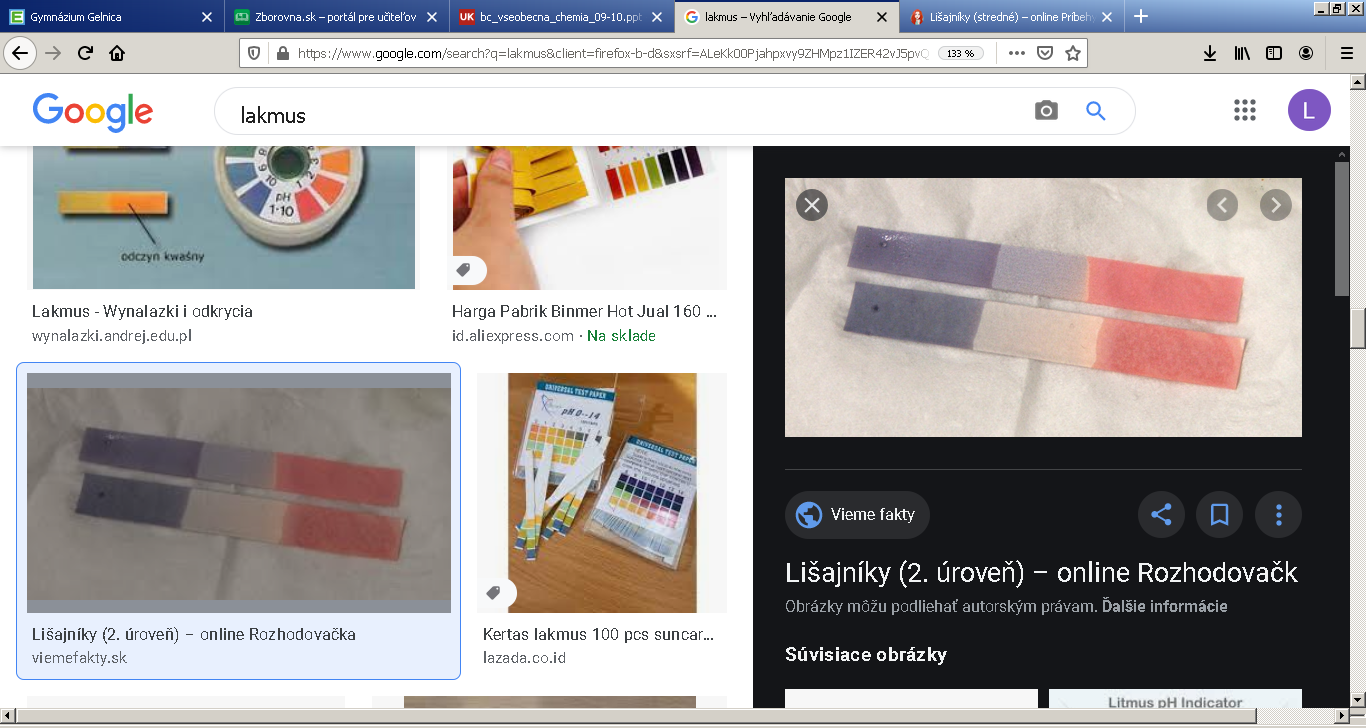 Gymnázium Gelnica
Zborovna.sk – portál pre učiteľov
UK bc_vseobecna_chemia_09-10.ppt
lakmus – Vyhľadávanie Google
Lišajníky (stredné) – online Príbeh
https://www.google.com/search?q=lakmus&client=firefox-b-d&sxsrf=ALeKk00Pjahpxvy9ZHMpz1IZER42vJ5pvQ
133 %
Google
lakmus
L
pH
1-10
odczyn kwaśny
Lakmus - Wynalazki i odkrycia
wynalazki.andrej.edu.pl
Harga Pabrik Binmer Hot Jual 160 ...
id.aliexpress.com · Na sklade
UNIVERSAL TEST PAPER
pH 0--14
UNIVERSAL TEST PAPER
Lišajníky (2. úroveň) – online Rozhodovačka
viemefakty.sk
Kertas lakmus 100 pcs suncar...
lazada.co.id
Vieme fakty
Lišajníky (2. úroveň) – online Rozhodovačk
Obrázky môžu podliehať autorským právam. Ďalšie informácie
Súvisiace obrázky
Litmus pH Indicator